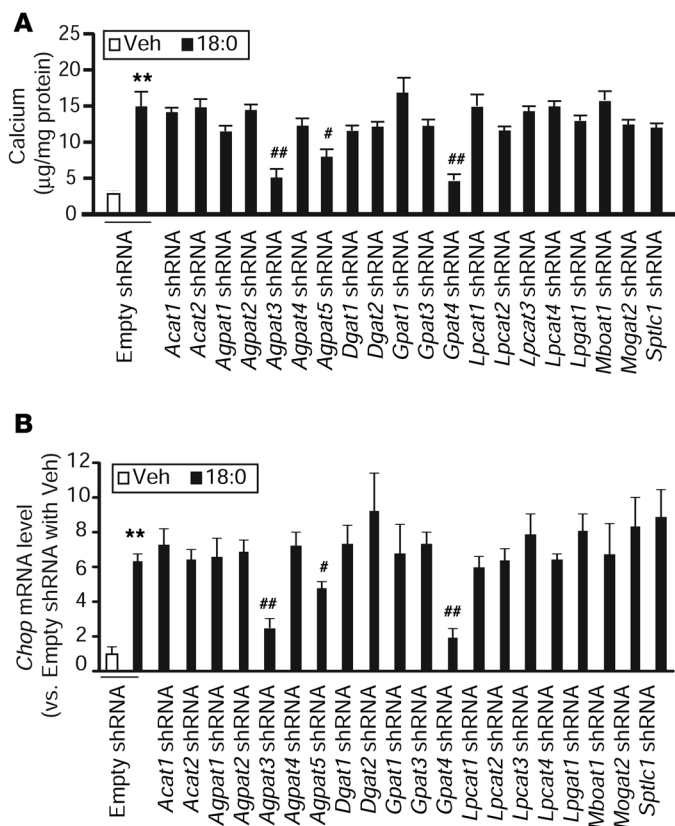 A
25
20
15
10
5
0
Calcium
(μg/mg protein)
Veh 18:0
**
##
#
##
Empty shRNA
Acat1 shRNA
Acat2 shRNA
Agpat1 shRNA
Agpat2 shRNA
Agpat3 shRNA
Agpat4 shRNA
Agpat5 shRNA
Dgat1 shRNA
Dgat2 shRNA
Gpat1 shRNA
Gpat3 shRNA
Gpat4 shRNA
Lpcat1 shRNA
Lpcat2 shRNA
Lpcat3 shRNA
Lpcat4 shRNA
Lpgat1 shRNA
Mboat1 shRNA
Mogat2 shRNA
Sptlc1 shRNA
B
12
10
8
6
4
2
0
Chop mRNA level
(vs. Empty shRNA with Veh)
Veh 18:0
**
##
#
##
Empty shRNA
Acat1 shRNA
Acat2 shRNA
Agpat1 shRNA
Agpat2 shRNA
Agpat3 shRNA
Agpat4 shRNA
Agpat5 shRNA
Dgat1 shRNA
Dgat2 shRNA
Gpat1 shRNA
Gpat3 shRNA
Gpat4 shRNA
Lpcat1 shRNA
Lpcat2 shRNA
Lpcat3 shRNA
Lpcat4 shRNA
Lpgat1 shRNA
Mboat1 shRNA
Mogat2 shRNA
Sptlc1 shRNA